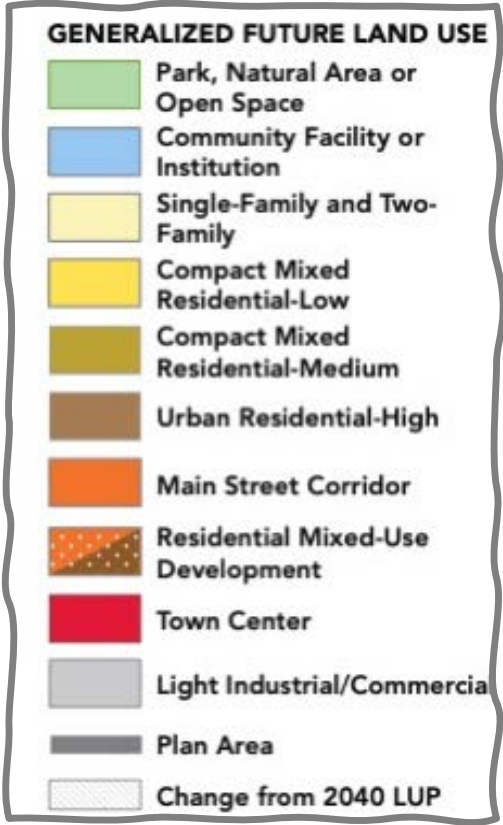 GENERALIZED FUTURE LAND USE
Park, Natural Area or
Open Space
Community Facility or
Institution
Single-Family and Two-
Family
Compact Mixed
Residential-Low
Compact Mixed
Residential-Medium
Urban Residential-High
Main Street Corridor
Residential Mixed-Use
Development
Town Center
Light Industrial/Commercia
Plan Area
Change from 2040 LUP